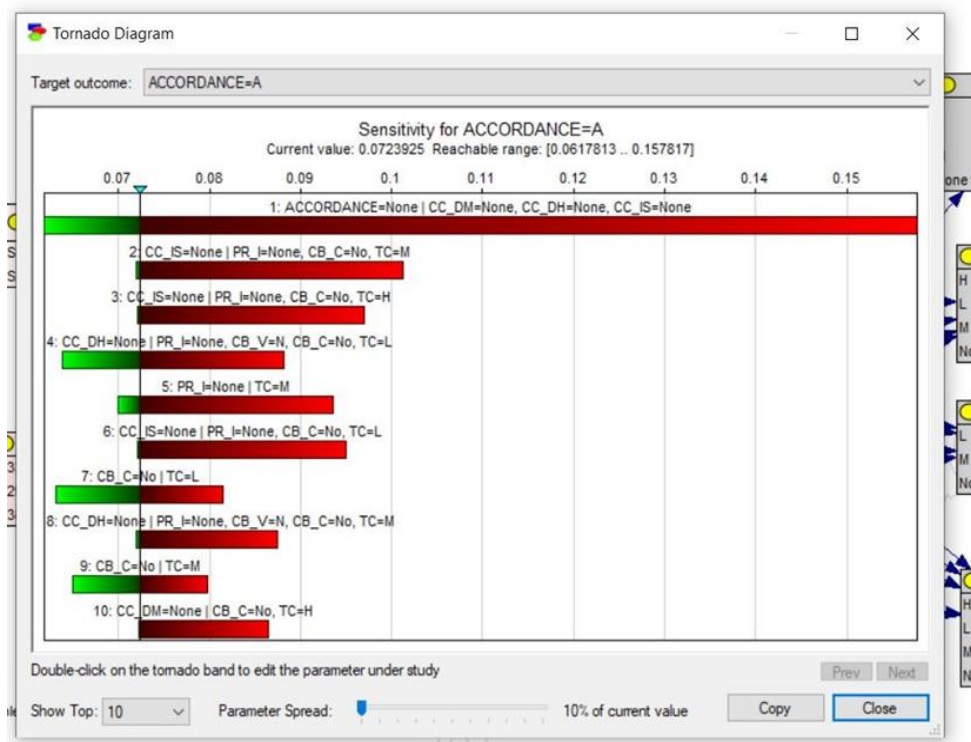 Tornado Diagram
Target outcome: ACCORDANCE=A
Sensitivity for ACCORDANCE=A
Current value: 0.0723925 Reachable range: [0.0617813 .. 0.157817]
0.07 0.08 0.09 0.1 0.11 0.12 0.13 0.14 0.15
1: ACCORDANCE=None | CC_DM=None, CC_DH=None, CC_IS=None
2: CC_IS=None | PR_I=None, CB_C=No, TC=M
3: CC_IS=None | PR_I=None, CB_C=No, TC=H
4: CC_DH=None | PR_I=None, CB_V=N, CB_C=No, TC=L
5: PR_I=None | TC=M
6: CC_IS=None | PR_I=None, CB_C=No, TC=L
7: CB_C=No | TC=L
8: CC_DH=None | PR_I=None, CB_V=N, CB_C=No, TC=M
9: CB_C=No | TC=M
10: CC_DM=None | CB_C=No, TC=H
Double-click on the tornado band to edit the parameter under study
Prev Next
Show Top: 10 Parameter Spread: 10% of current value Copy Close
one
H
L
M
L
M
H
L
M